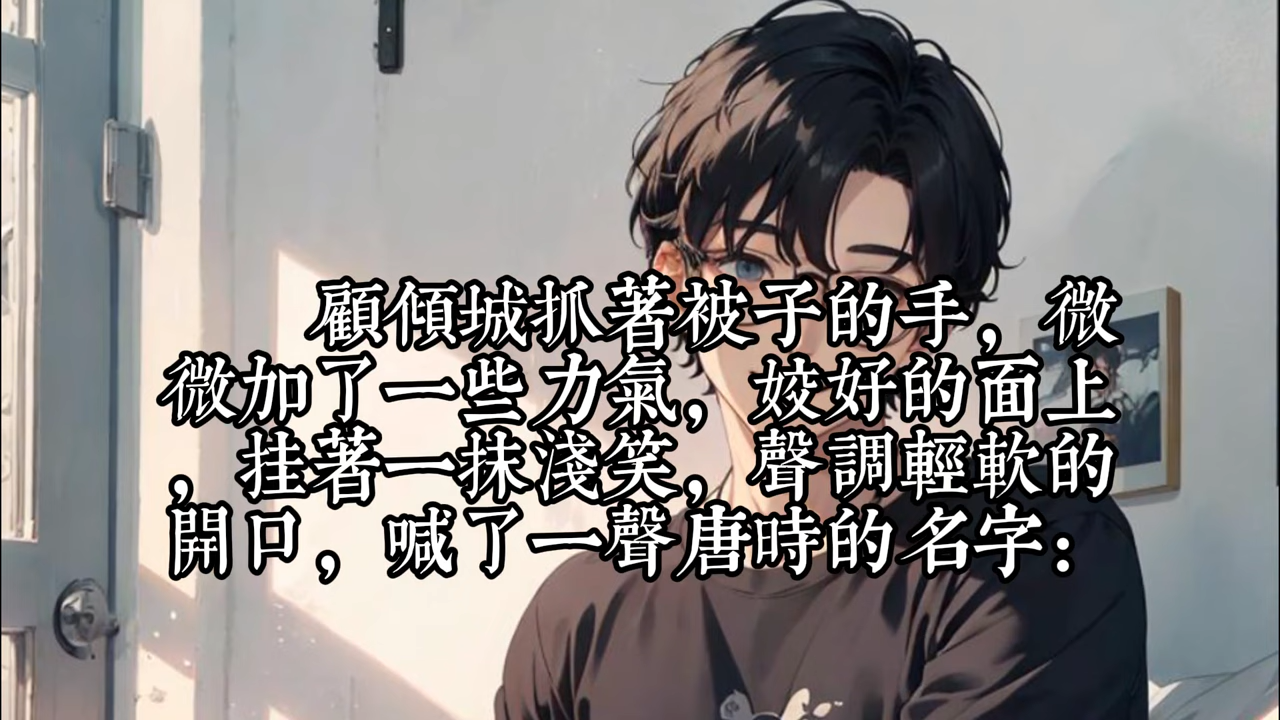 顧傾城抓著被子的手，微
微加了一些力氣，姣好的面上
，挂著一抹淺笑，聲調輕軟的
開口，喊了一聲唐時的名字：